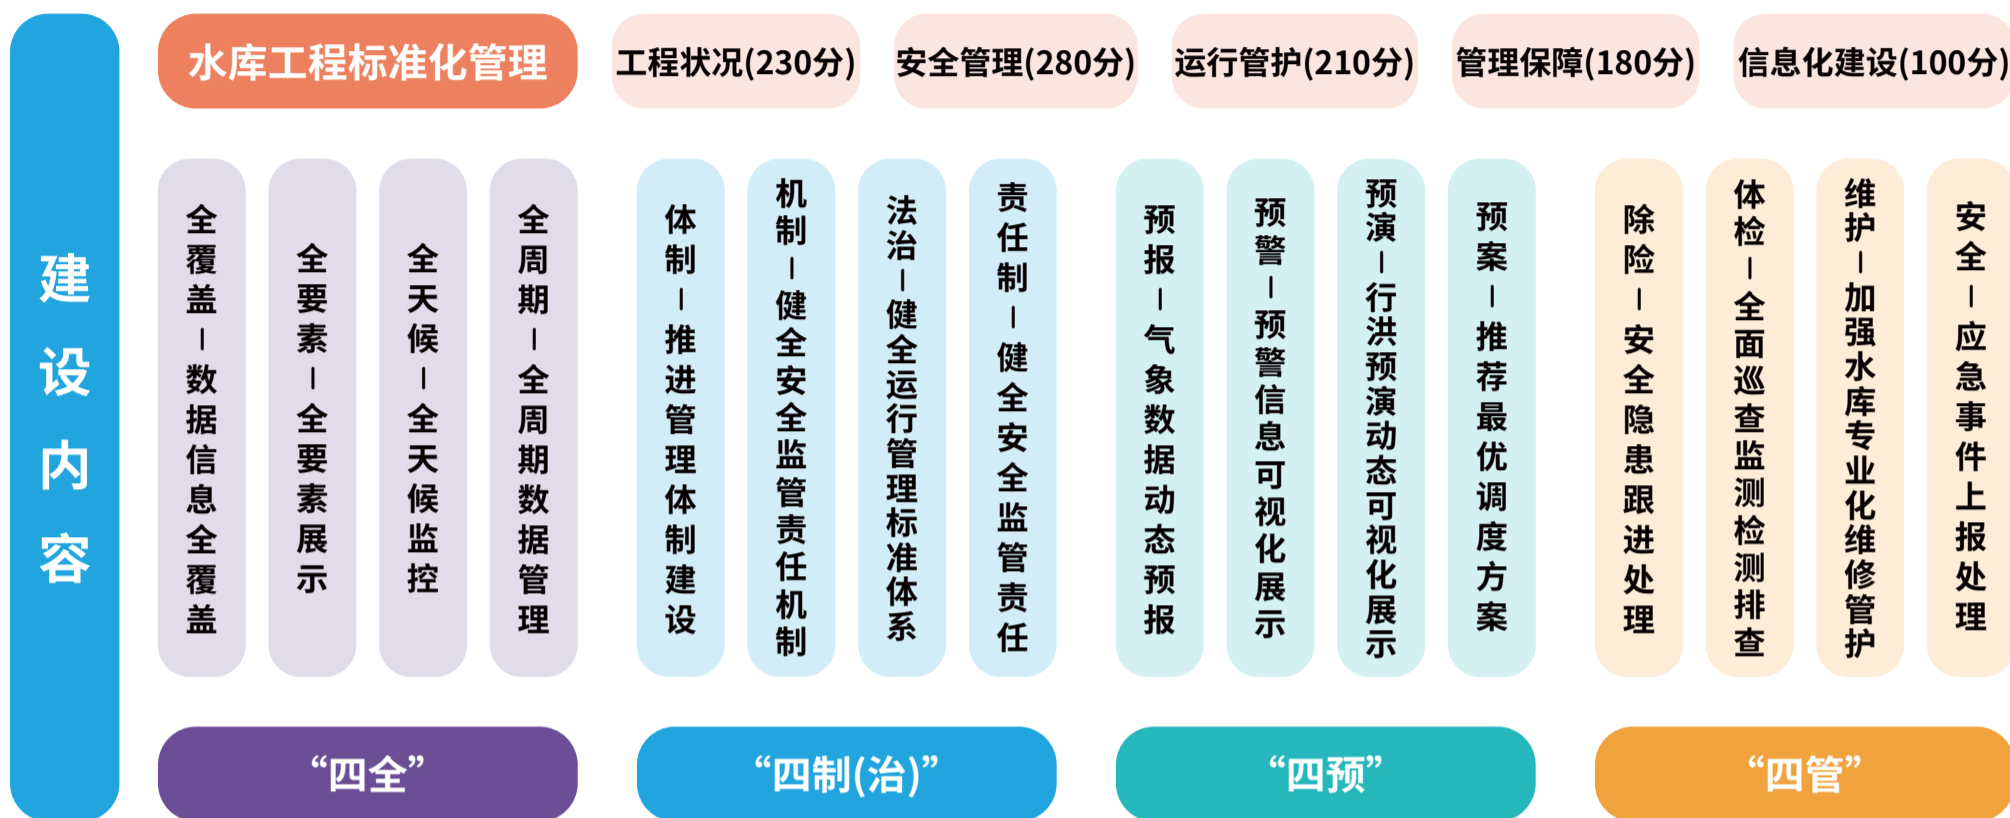 建设内容
水库工程标准化管理
工程状况(230分)
安全管理(280分)
运行管护(210分)
管理保障(180分)
信息化建设(100分)
全覆盖－数据信息全覆盖
全要素－全要素展示
全天候－全天候监控
全周期－全周期数据管理
体制－推进管理体制建设
机制－健全安全监管责任机制
法治－健全运行管理标准体系
责任制－健全安全监管责任
预报－气象数据动态预报
预警－预警信息可视化展示
预演－行洪预演动态可视化展示
预案－推荐最优调度方案
除险－安全隐患跟进处理
体检－全面巡查监测检测排查
维护－加强水库专业化维修管护
安全－应急事件上报处理
“四全”
“四制(治)”
“四预”
“四管”